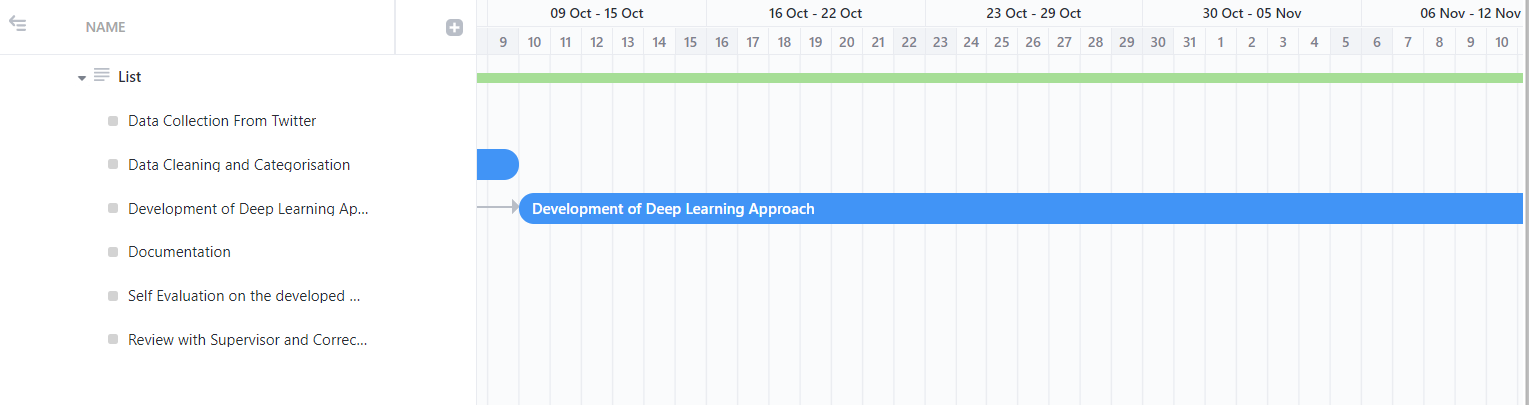 NAME
09 Oct - 15 Oct 16 Oct - 22 Oct 23 Oct - 29 Oct 30 Oct - 05 Nov 06 Nov - 12 Nov
9 10 11 12 13 14 15 16 17 18 19 20 21 22 23 24 25 26 27 28 29 30 31 1 2 3 4 5 6 7 8 9 10
List
Data Collection From Twitter
Data Cleaning and Categorisation
Development of Deep Learning Ap... Development of Deep Learning Approach
Documentation
Self Evaluation on the developed ...
Review with Supervisor and Correc...